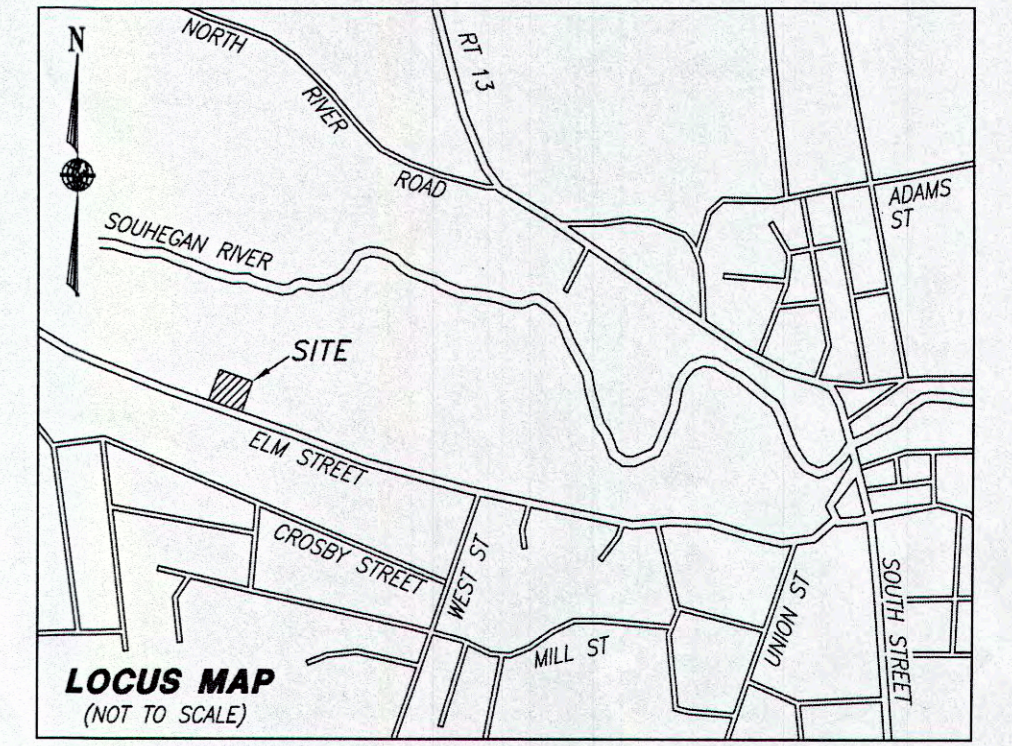 N
NORTH
RIVER
ROAD
RT 13
ADAMS
ST
SOUHEGAN RIVER
SITE
ELM STREET
CROSBY STREET
WEST ST
MILL ST
UNION ST
SOUTH STREET
LOCUS MAP
(NOT TO SCALE)